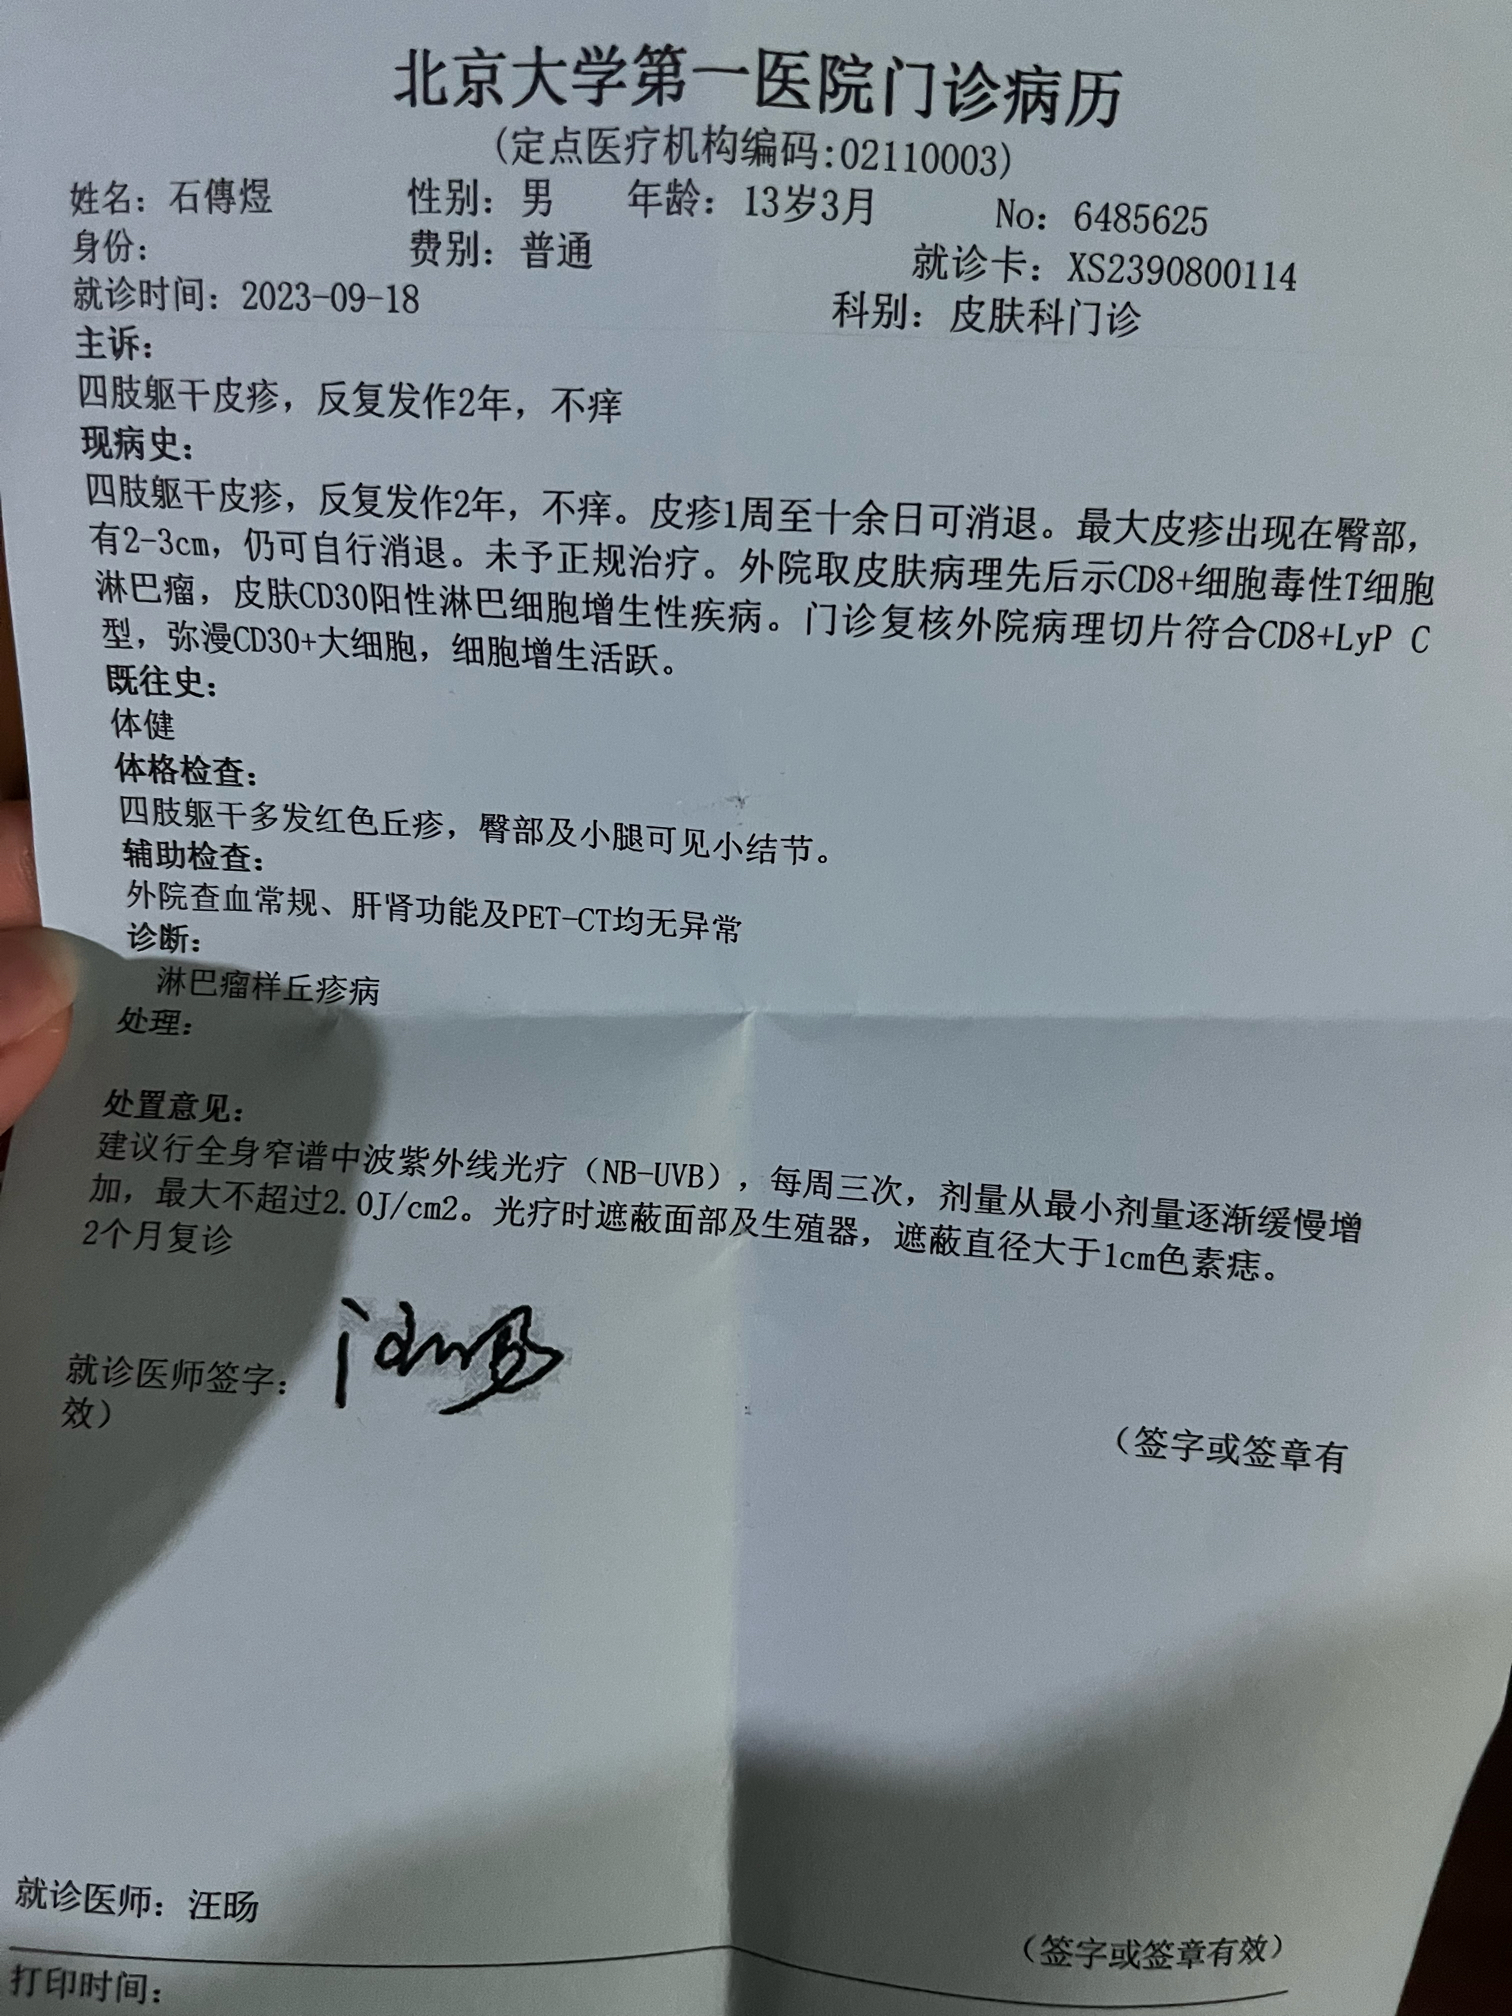 北京大学第一医院门诊病历
(定点医疗机构编码:02110003)
姓名：石傳煜 性别：男 年龄：13岁3月 No：6485625
身份： 费别：普通 就诊卡：XS2390800114
就诊时间：2023-09-18 科别：皮肤科门诊
主诉：
四肢躯干皮疹，反复发作2年，不痒
现病史：
四肢躯干皮疹，反复发作2年，不痒。皮疹1周至十余日可消退。最大皮疹出现在臀部，
有2-3cm，仍可自行消退。未予正规治疗。外院取皮肤病理先后示CD8+细胞毒性T细胞
淋巴瘤，皮肤CD30阳性淋巴细胞增生性疾病。门诊复核外院病理切片符合CD8+LyP C
型，弥漫CD30+大细胞，细胞增生活跃。
既往史：
体健
体格检查：
四肢躯干多发红色丘疹，臀部及小腿可见小结节。
辅助检查：
外院查血常规、肝肾功能及PET-CT均无异常
诊断：
淋巴瘤样丘疹病
处理：
处置意见：
建议行全身窄谱中波紫外线光疗（NB-UVB），每周三次，剂量从最小剂量逐渐缓慢增
加，最大不超过2.0J/cm2。光疗时遮蔽面部及生殖器，遮蔽直径大于1cm色素痣。
2个月复诊
就诊医师签字： 汪旸 （签字或签章有
效）
就诊医师：汪旸 （签字或签章有效）
打印时间：